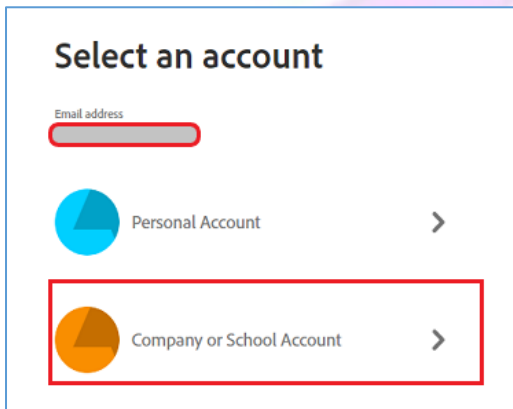 Select an account
Email address
Personal Account
Company or School Account